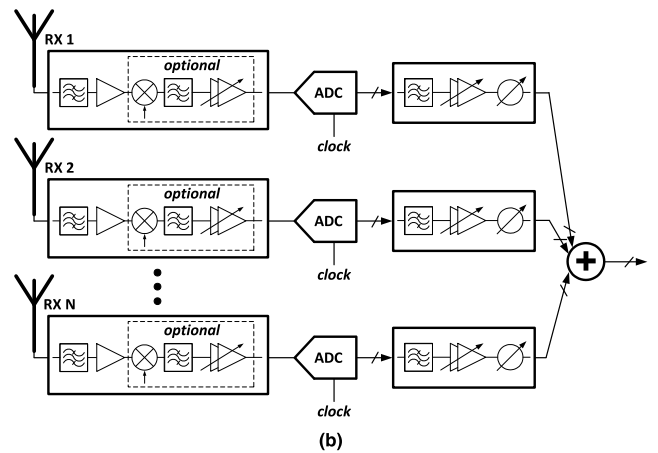 RX 1
optional
ADC
clock
RX 2
optional
ADC
clock
RX N
optional
ADC
clock
(b)